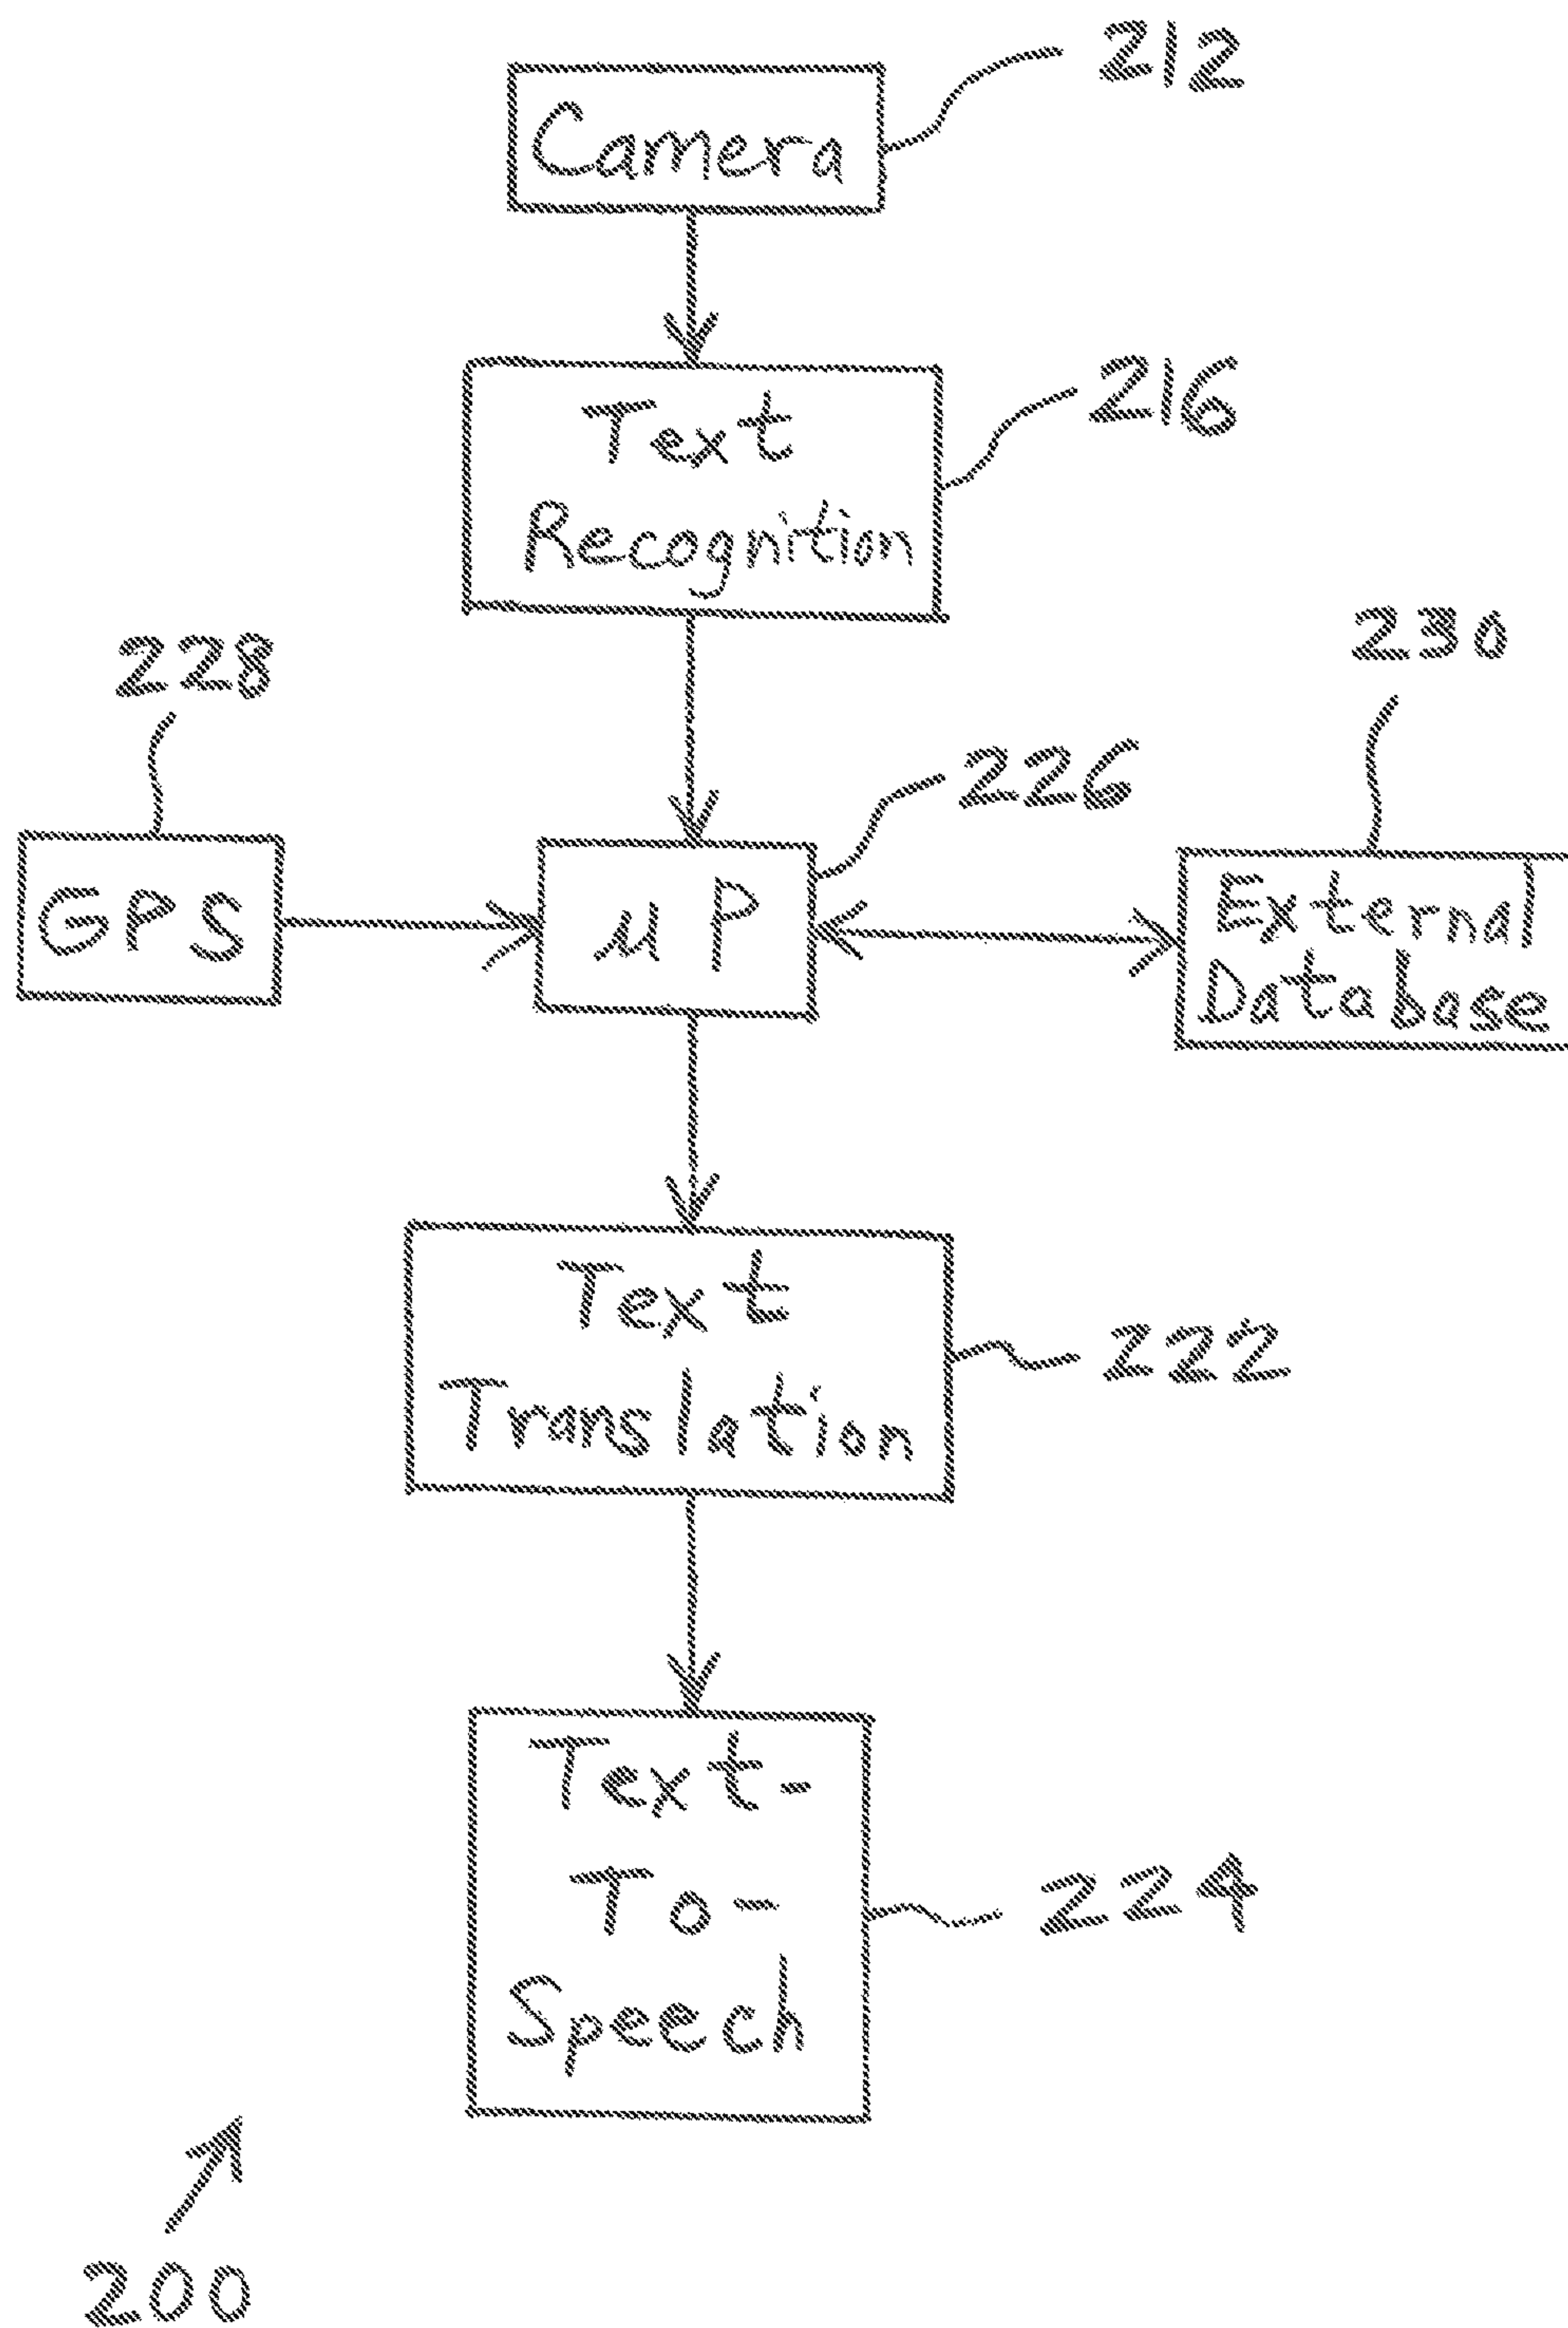 212
Camera
216
Text
Recognition
228
230
226
GPS
μP
External
Database
Text
Translation
222
Text-
To-
Speech
224
200